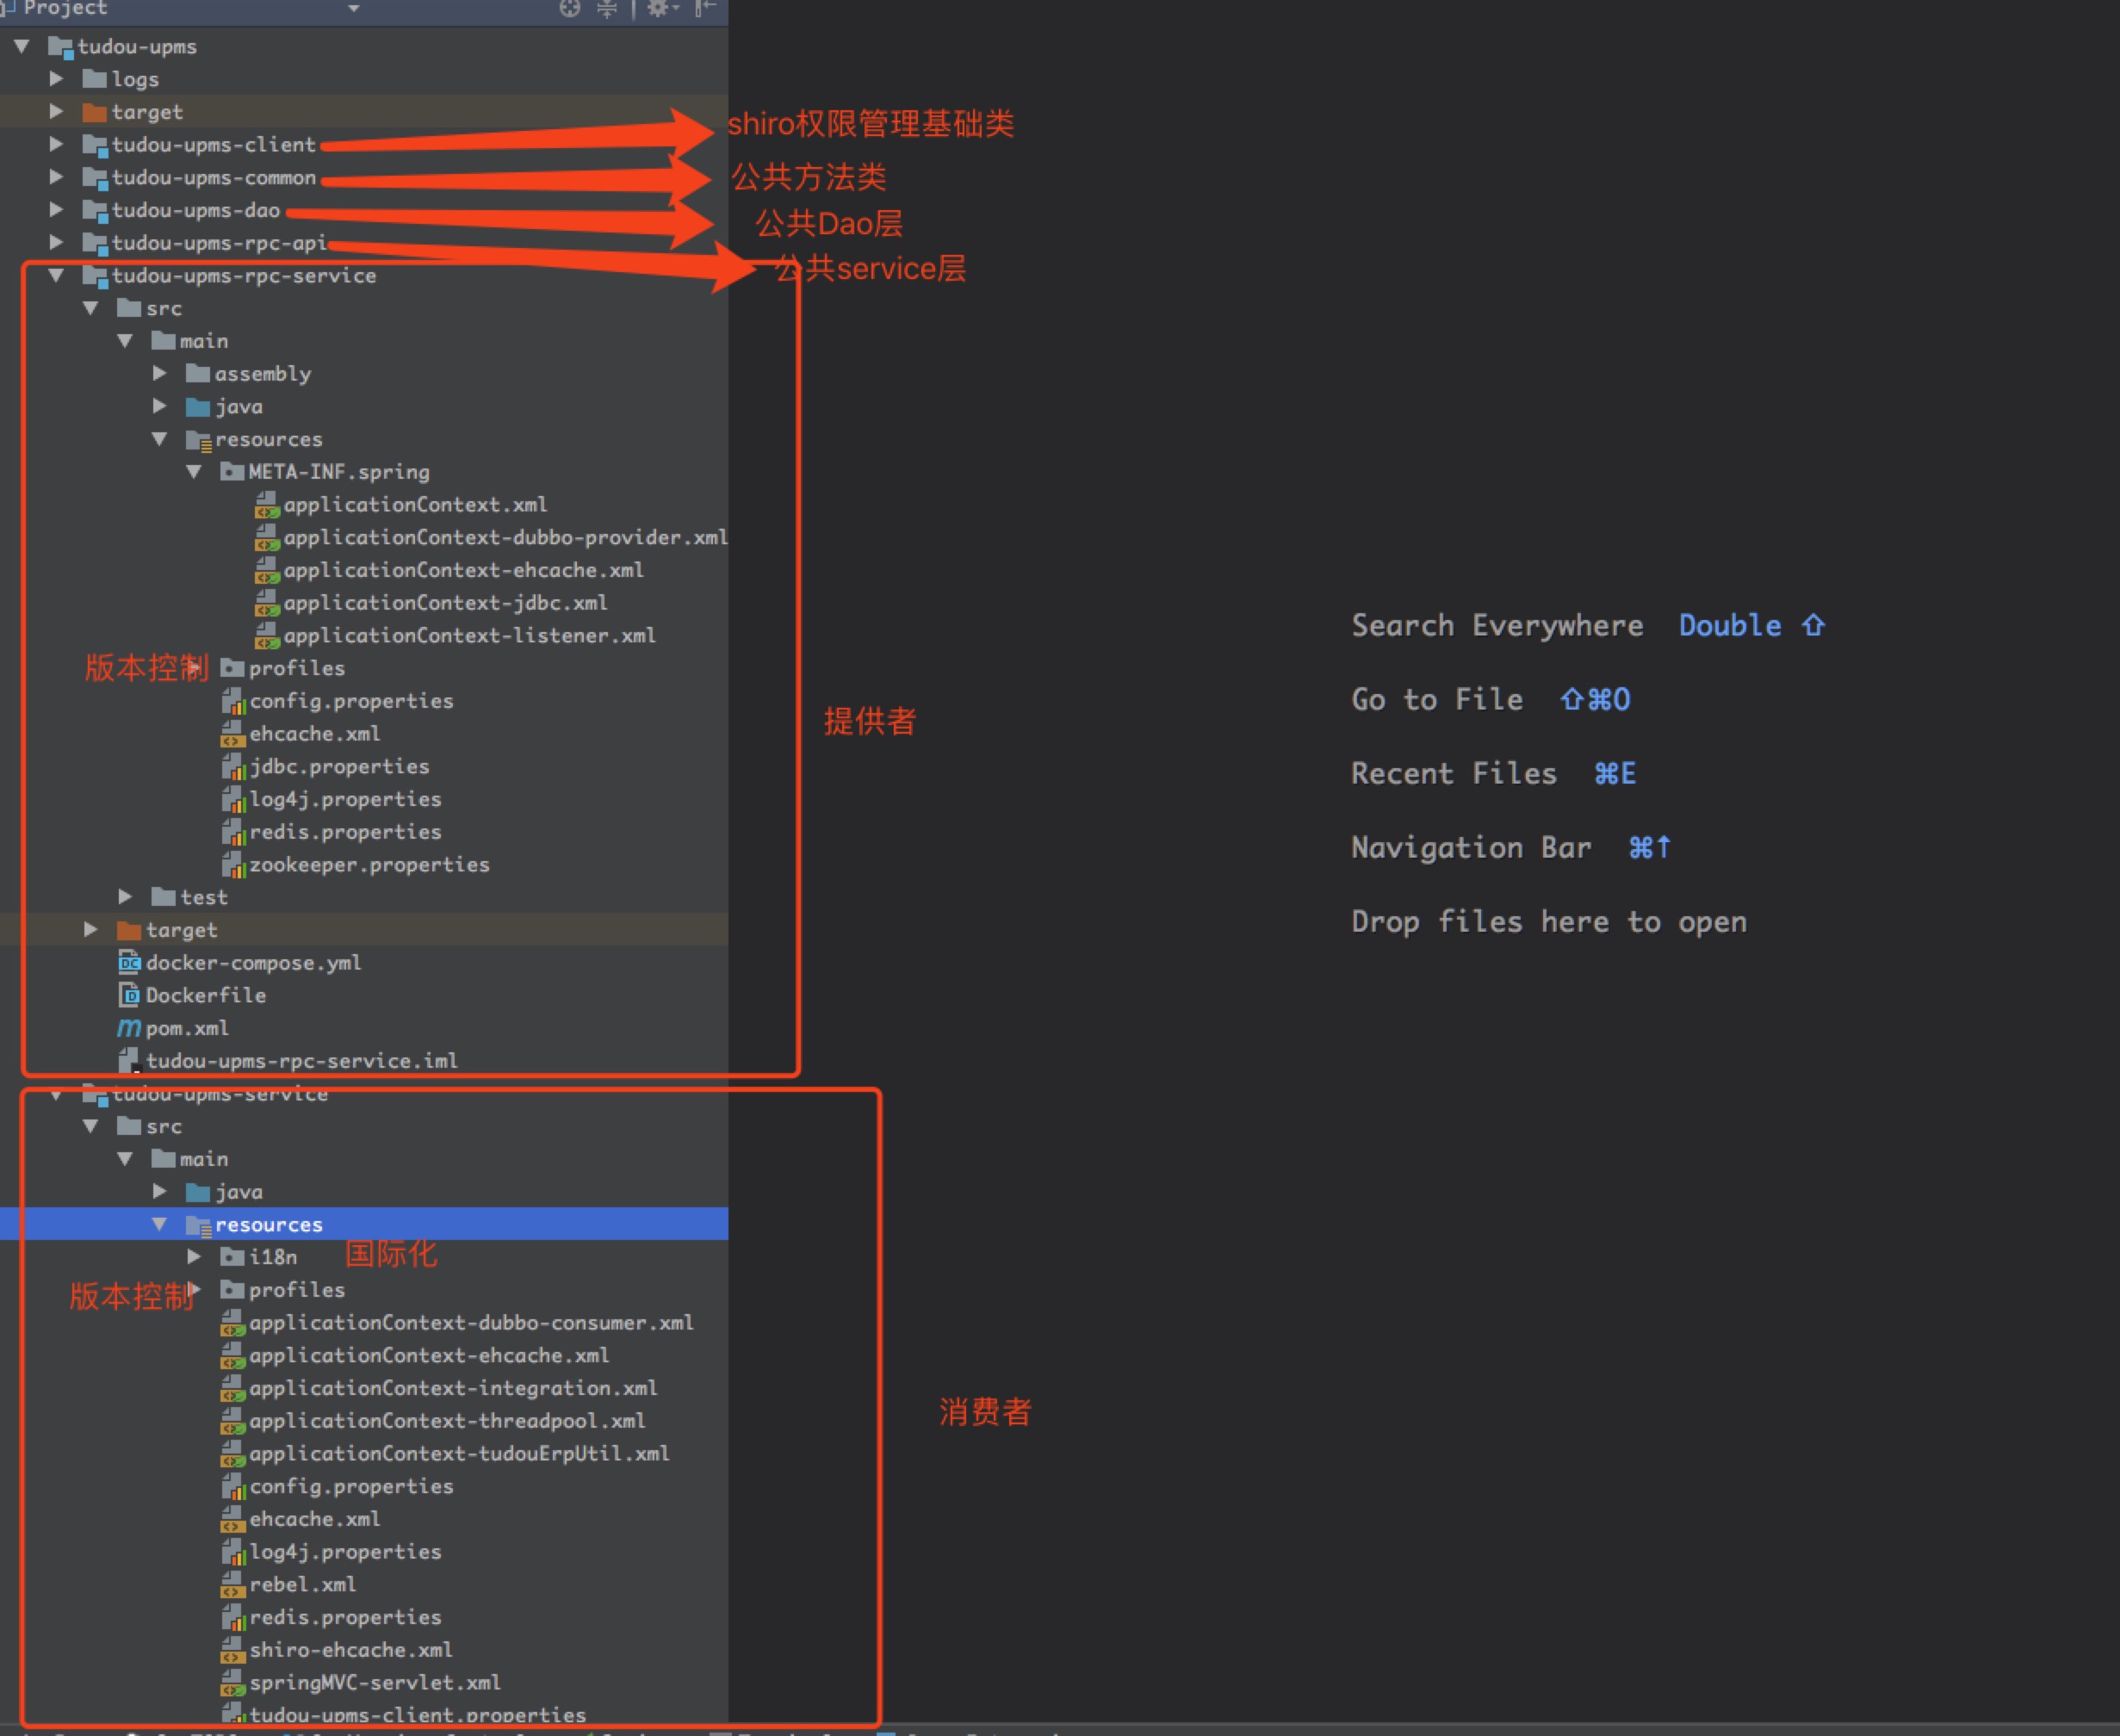 Project
tudou-upms
logs
target
tudou-upms-client
shiro权限管理基础类
tudou-upms-common
公共方法类
tudou-upms-dao
公共Dao层
tudou-upms-rpc-api
公共service层
tudou-upms-rpc-service
src
main
assembly
java
resources
META-INF.spring
applicationContext.xml
applicationContext-dubbo-provider.xml
applicationContext-ehcache.xml
applicationContext-jdbc.xml
applicationContext-listener.xml
版本控制
profiles
config.properties
提供者
ehcache.xml
jdbc.properties
log4j.properties
redis.properties
zookeeper.properties
test
target
docker-compose.yml
Dockerfile
pom.xml
tudou-upms-rpc-service.iml
tudou-upms-service
src
main
java
resources
i18n
国际化
版本控制
profiles
applicationContext-dubbo-consumer.xml
applicationContext-ehcache.xml
applicationContext-integration.xml
消费者
applicationContext-threadpool.xml
applicationContext-tudouErpUtil.xml
config.properties
ehcache.xml
log4j.properties
rebel.xml
redis.properties
shiro-ehcache.xml
springMVC-servlet.xml
tudou-upms-client.properties
Search Everywhere Double ⇧
Go to File ⇧⌘O
Recent Files ⌘E
Navigation Bar ⌘↑
Drop files here to open